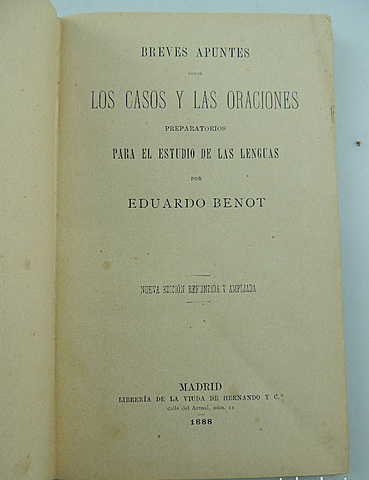 BREVES APUNTES
SOBRE
LOS CASOS Y LAS ORACIONES
PREPARATORIOS
PARA EL ESTUDIO DE LAS LENGUAS
POR
EDUARDO BENOT
NUEVA EDICIÓN REFUNDIDA Y AMPLIADA
MADRID
LIBRERÍA DE LA VIUDA DE HERNANDO Y C.ª
calle del Arenal, núm. 11
1888